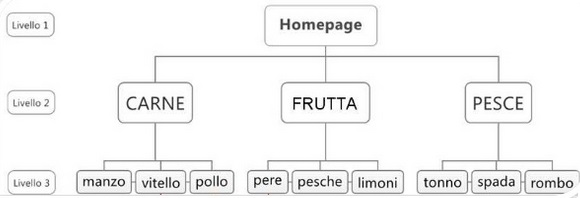 Livello 1
Homepage
Livello 2
CARNE
FRUTTA
PESCE
Livello 3
manzo
vitello
pollo
pere
pesche
limoni
tonno
spada
rombo